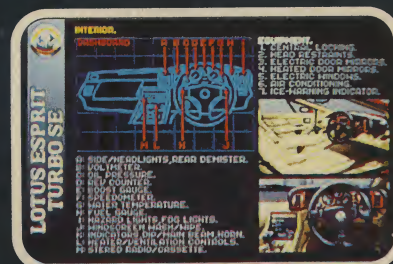 LOTUS ESPRIT
TURBO SE
INTERIOR.
DASHBOARD
A B C D E F G H I J
M L K J
A: SIDE/HEADLIGHTS, REAR DEMISTER.
B: VOLTMETER.
C: OIL PRESSURE.
D: REV COUNTER.
E: BOOST GAUGE.
F: SPEEDOMETER.
G: WATER TEMPERATURE.
H: FUEL GAUGE.
I: HAZARD LIGHTS FOG LIGHTS.
J: WINDSCREEN WASH/WIPE.
K: INDICATORS DIP/MAIN BEAM, HORN.
L: HEATER/VENTILATION CONTROLS.
M: STEREO RADIO/CASSETTE.
EQUIPMENT.
1. CENTRAL LOCKING.
2. HEAD RESTRAINTS.
3. ELECTRIC DOOR MIRRORS.
4. HEATED DOOR MIRRORS.
5. ELECTRIC WINDOWS.
6. AIR CONDITIONING.
7. ICE-WARNING INDICATOR.